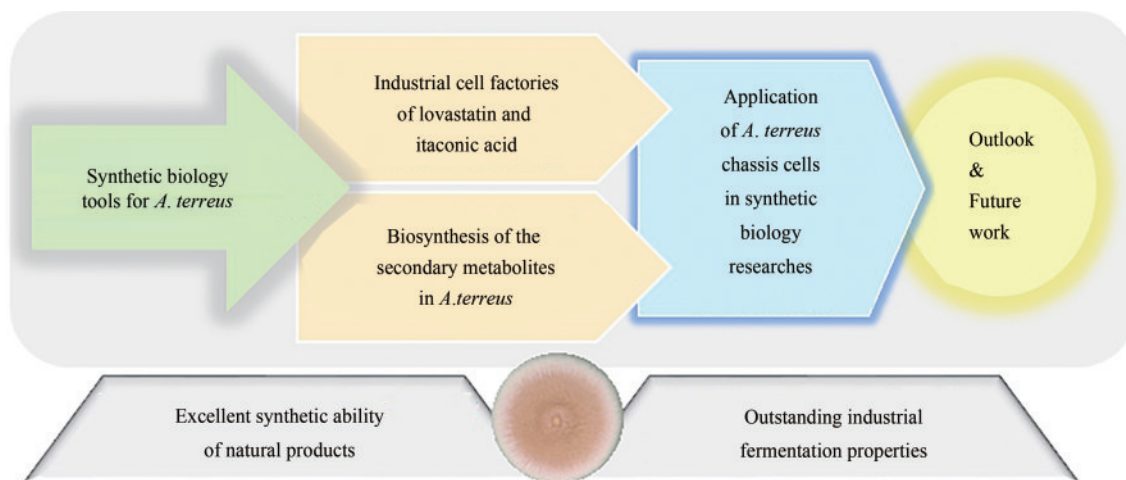 Synthetic biology
tools for A. terreus
Industrial cell factories
of lovastatin and
itaconic acid
Biosynthesis of the
secondary metabolites
in A.terreus
Application
of A. terreus
chassis cells
in synthetic
biology
researches
Outlook
&
Future
work
Excellent synthetic ability
of natural products
Outstanding industrial
fermentation properties